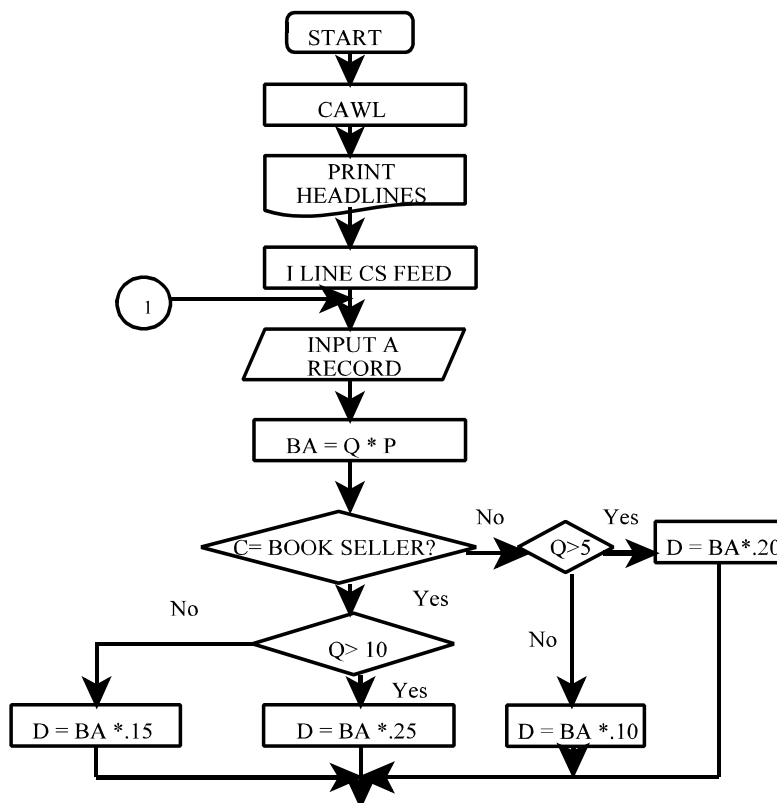 START
CAWL
PRINT
HEADLINES
I LINE CS FEED
1
INPUT A
RECORD
BA = Q * P
C= BOOK SELLER?
No
Q>5
Yes
D = BA*.20
No
Yes
Q> 10
No
Yes
D = BA *.15
D = BA *.25
D = BA *.10